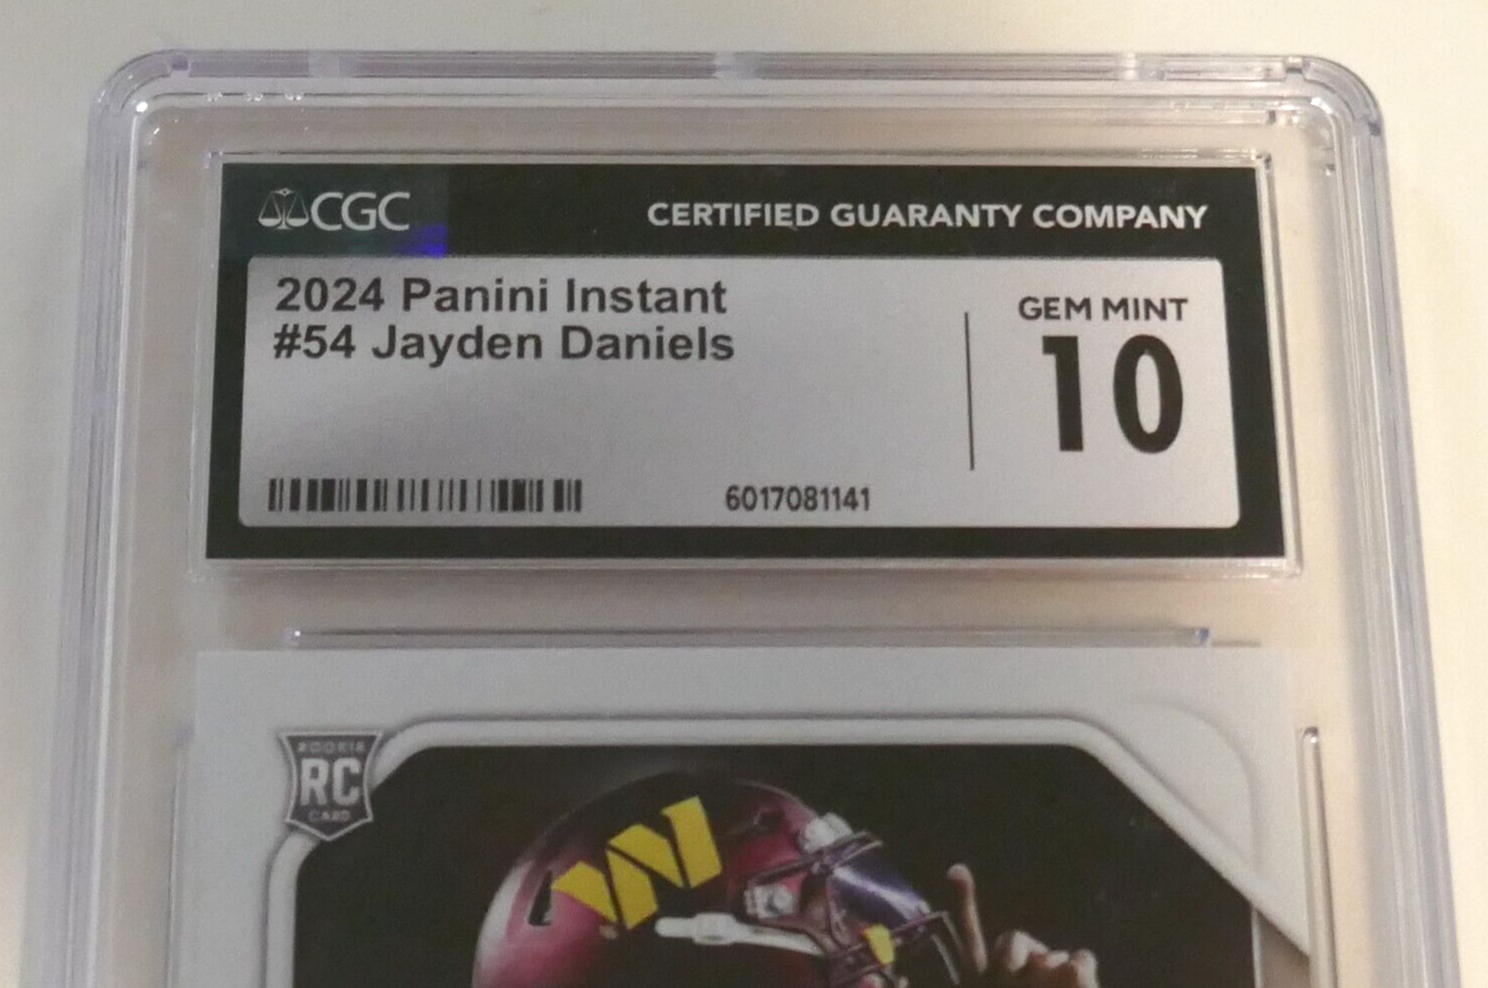 CGC CERTIFIED GUARANTY COMPANY
2024 Panini Instant
#54 Jayden Daniels
GEM MINT
10
6017081141
ROOKIE
RC
CARD